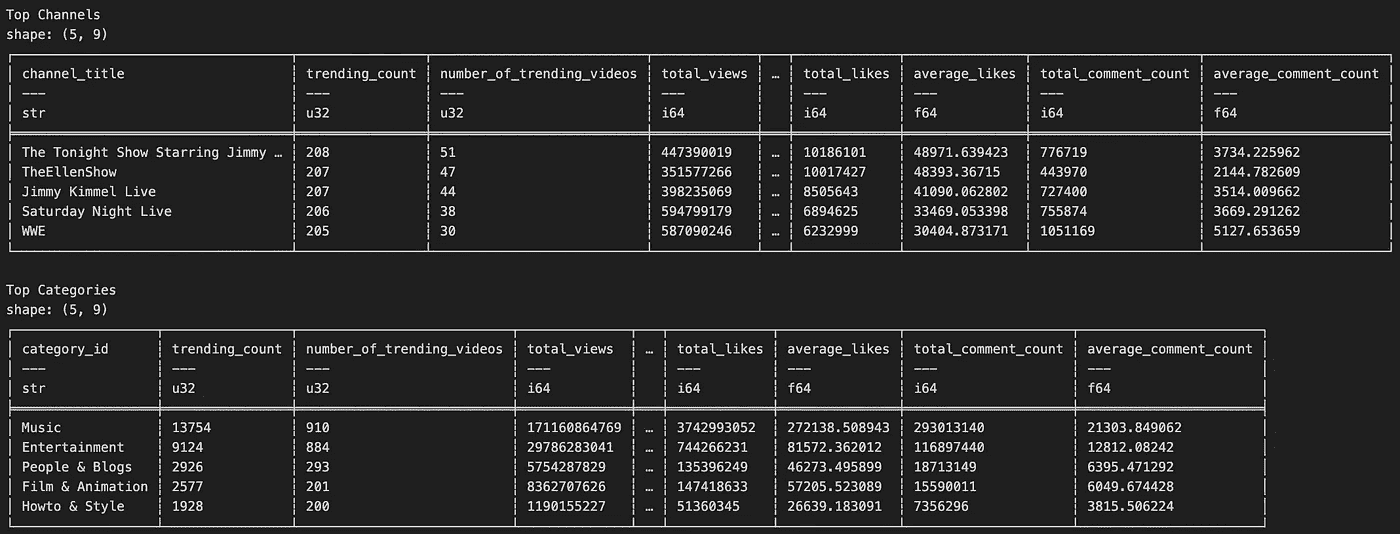 Top Channels
shape: (5, 9)
channel_title trending_count number_of_trending_videos total_views … total_likes average_likes total_comment_count average_comment_count
--- --- --- --- --- --- --- ---
str u32 u32 i64 i64 f64 i64 f64
The Tonight Show Starring Jimmy … 208 51 447390019 … 10186101 48971.639423 776719 3734.225962
TheEllenShow 207 47 351577266 … 10017427 48393.36715 443970 2144.782609
Jimmy Kimmel Live 207 44 398235069 … 8505643 41090.062802 727400 3514.009662
Saturday Night Live 206 38 594799179 … 6894625 33469.053398 755874 3669.291262
WWE 205 30 587090246 … 6232999 30404.873171 1051169 5127.653659
Top Categories
shape: (5, 9)
category_id trending_count number_of_trending_videos total_views … total_likes average_likes total_comment_count average_comment_count
--- --- --- --- --- --- --- ---
str u32 u32 i64 i64 f64 i64 f64
Music 13754 910 171160864769 … 3742993052 272138.508943 293013140 21303.849062
Entertainment 9124 884 29786283041 … 744266231 81572.362012 116897440 12812.08242
People & Blogs 2926 293 5754287829 … 135396249 46273.495899 18713149 6395.471292
Film & Animation 2577 201 8362707626 … 147418633 57205.523089 15590011 6049.674428
Howto & Style 1928 200 1190155227 … 51360345 26639.183091 7356296 3815.506224